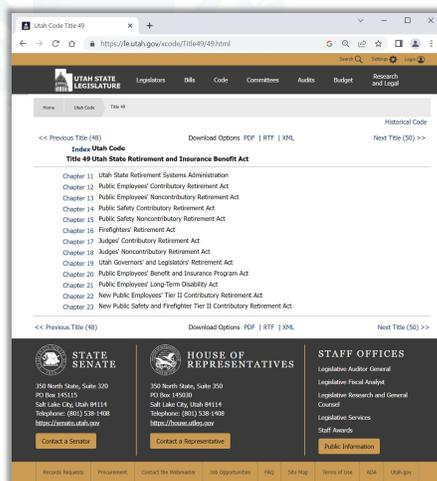 Utah Code Title 49
https://le.utah.gov/xcode/Title49/49.html
Search Settings Login
UTAH STATE LEGISLATURE
Legislators Bills Code Committees Audits Budget Research and Legal
Home Utah Code Title 49
Historical Code
<< Previous Title (48) Download Options PDF | RTF | XML Next Title (50) >>
Index Utah Code
Title 49 Utah State Retirement and Insurance Benefit Act
Chapter 11 Utah State Retirement Systems Administration
Chapter 12 Public Employees' Contributory Retirement Act
Chapter 13 Public Employees' Noncontributory Retirement Act
Chapter 14 Public Safety Contributory Retirement Act
Chapter 15 Public Safety Noncontributory Retirement Act
Chapter 16 Firefighters' Retirement Act
Chapter 17 Judges' Contributory Retirement Act
Chapter 18 Judges' Noncontributory Retirement Act
Chapter 19 Utah Governors' and Legislators' Retirement Act
Chapter 20 Public Employees' Benefit and Insurance Program Act
Chapter 21 Public Employees' Long-Term Disability Act
Chapter 22 New Public Employees' Tier II Contributory Retirement Act
Chapter 23 New Public Safety and Firefighter Tier II Contributory Retirement Act
<< Previous Title (48) Download Options PDF | RTF | XML Next Title (50) >>
STATE SENATE
350 North State, Suite 320
PO Box 145115
Salt Lake City, Utah 84114
Telephone: (801) 538-1408
https://senate.utah.gov
Contact a Senator
HOUSE OF REPRESENTATIVES
350 North State, Suite 350
PO Box 145030
Salt Lake City, Utah 84114
Telephone: (801) 538-1408
https://house.utleg.gov
Contact a Representative
STAFF OFFICES
Legislative Auditor General
Legislative Fiscal Analyst
Legislative Research and General
Counsel
Legislative Services
Staff Awards
Public Information
Records Requests Procurement Contact the Webmaster Job Opportunities FAQ Site Map Terms of Use ADA Utah.gov